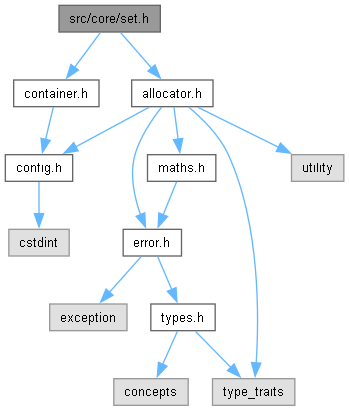 src/core/set.h
container.h
allocator.h
config.h
maths.h
utility
cstdint
error.h
exception
types.h
concepts
type_traits